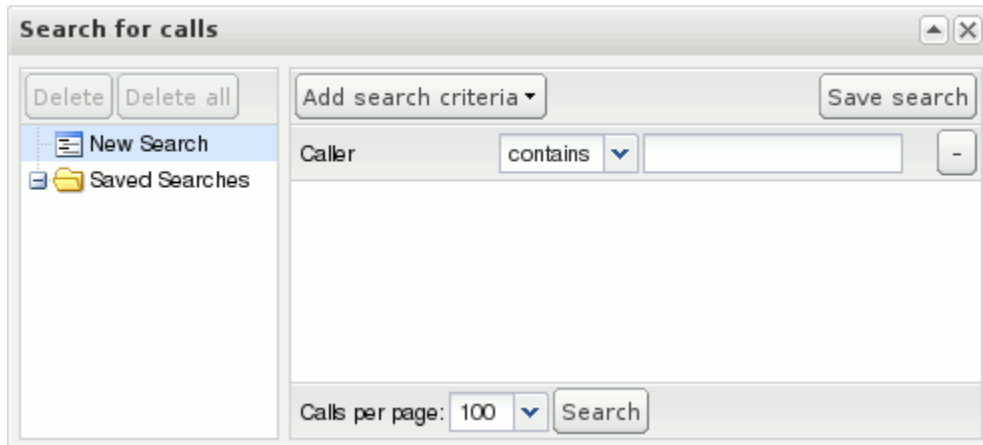 Search for calls
Delete Delete all
New Search
Saved Searches
Add search criteria Save search
Caller contains -
Calls per page: 100 Search